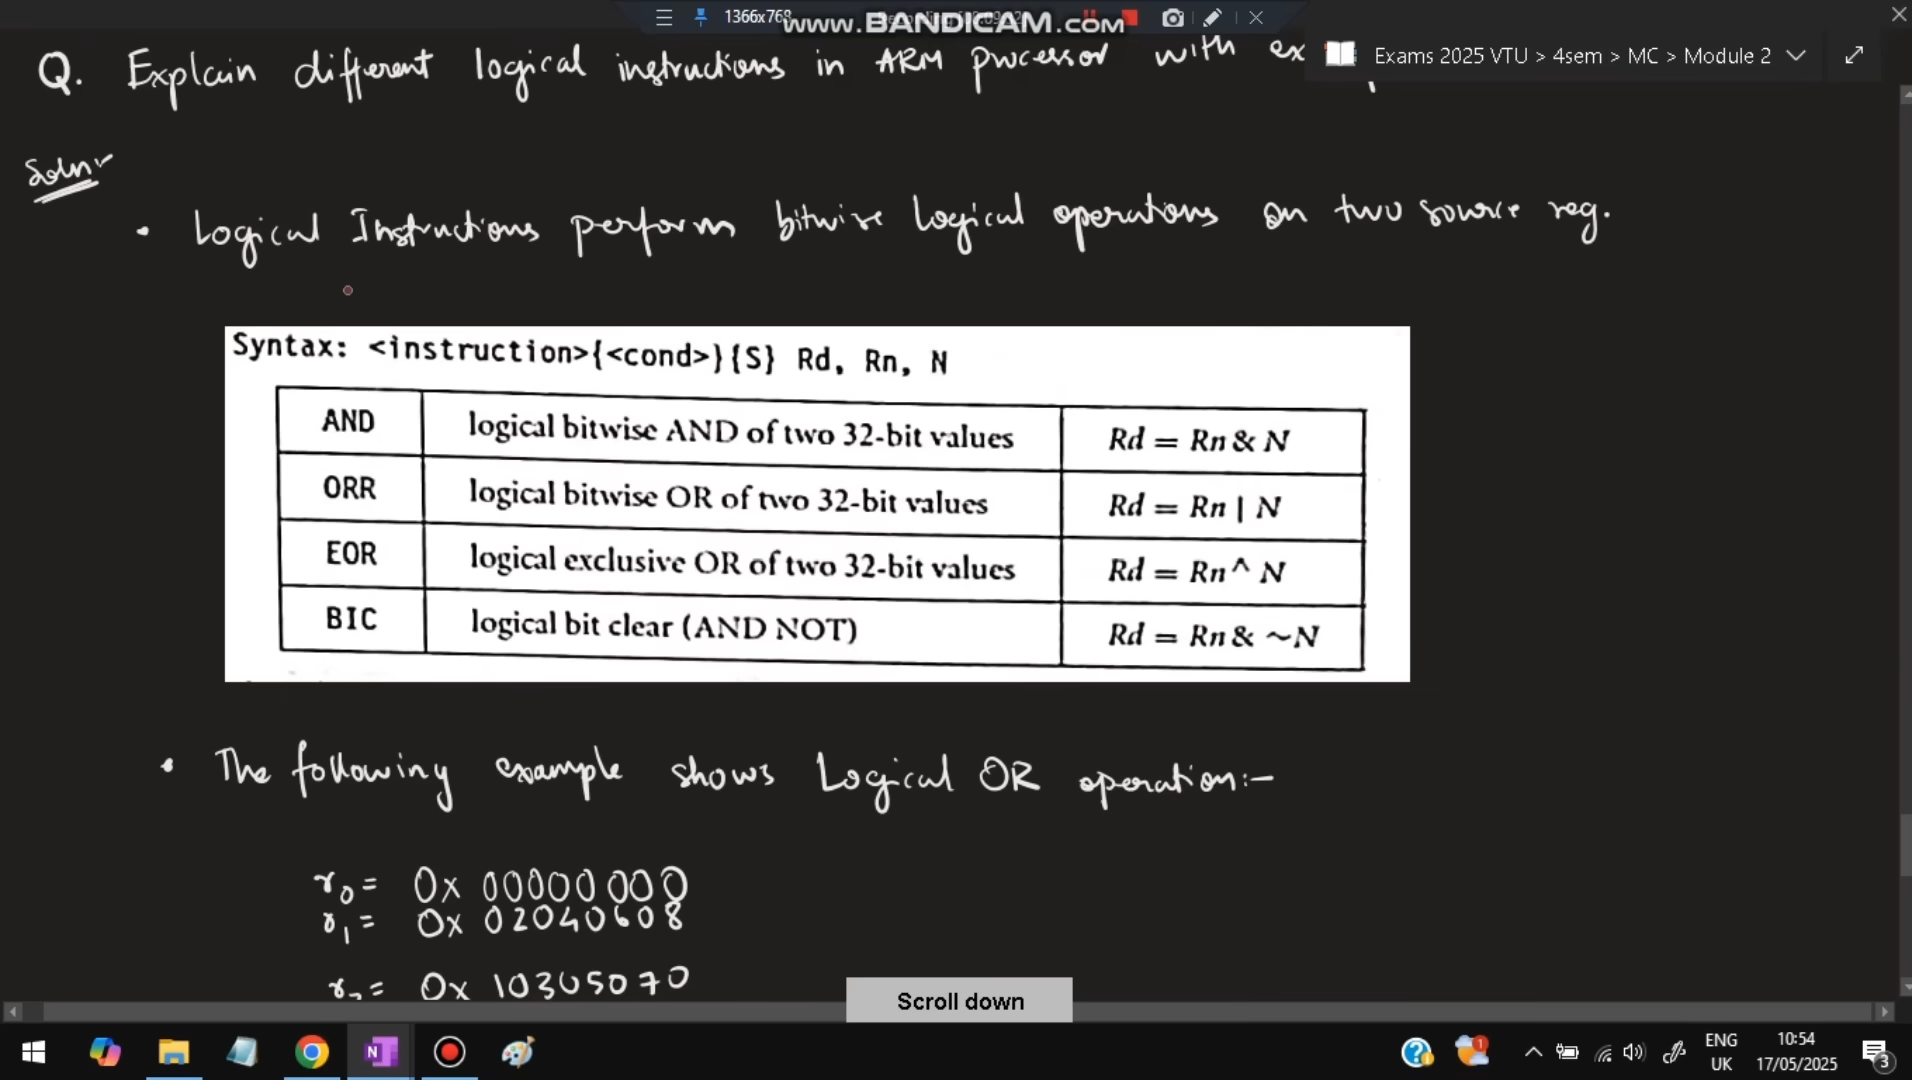 1366x768
www.BANDICAM.com
Exams 2025 VTU > 4sem > MC > Module 2
Q. Explain different logical instructions in ARM processor with ex
Soln:-
• Logical Instructions perform bitwise logical operations on two source reg.
Syntax: <instruction>{<cond>}{S} Rd, Rn, N
AND logical bitwise AND of two 32-bit values Rd = Rn & N
ORR logical bitwise OR of two 32-bit values Rd = Rn | N
EOR logical exclusive OR of two 32-bit values Rd = Rn ^ N
BIC logical bit clear (AND NOT) Rd = Rn & ~N
• The following example shows Logical OR operation:-
r0 = 0x 00000000
r1 = 0x 02040608
r2 = 0x 10305070
Scroll down
ENG
UK
10:54
17/05/2025
3